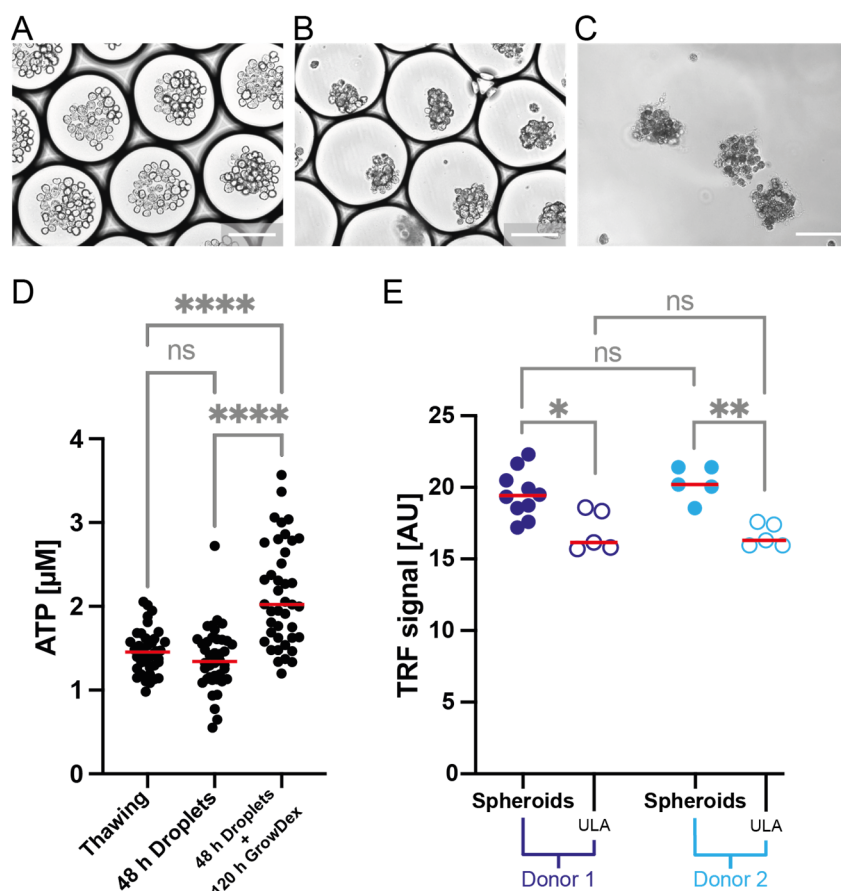 A
B
C
D
E
****
ns
****
ATP [µM]
4
3
2
1
0
Thawing
48 h Droplets
48 h Droplets
+
120 h GrowDex
ns
ns
*
**
TRF signal [AU]
25
20
15
10
5
0
Spheroids
ULA
Spheroids
ULA
Donor 1
Donor 2